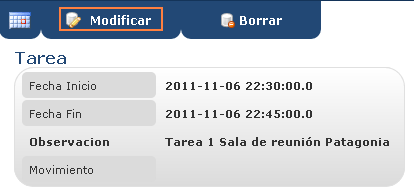 Modificar Borrar
Tarea
Fecha Inicio 2011-11-06 22:30:00.0
Fecha Fin 2011-11-06 22:45:00.0
Observacion Tarea 1 Sala de reunión Patagonia
Movimiento